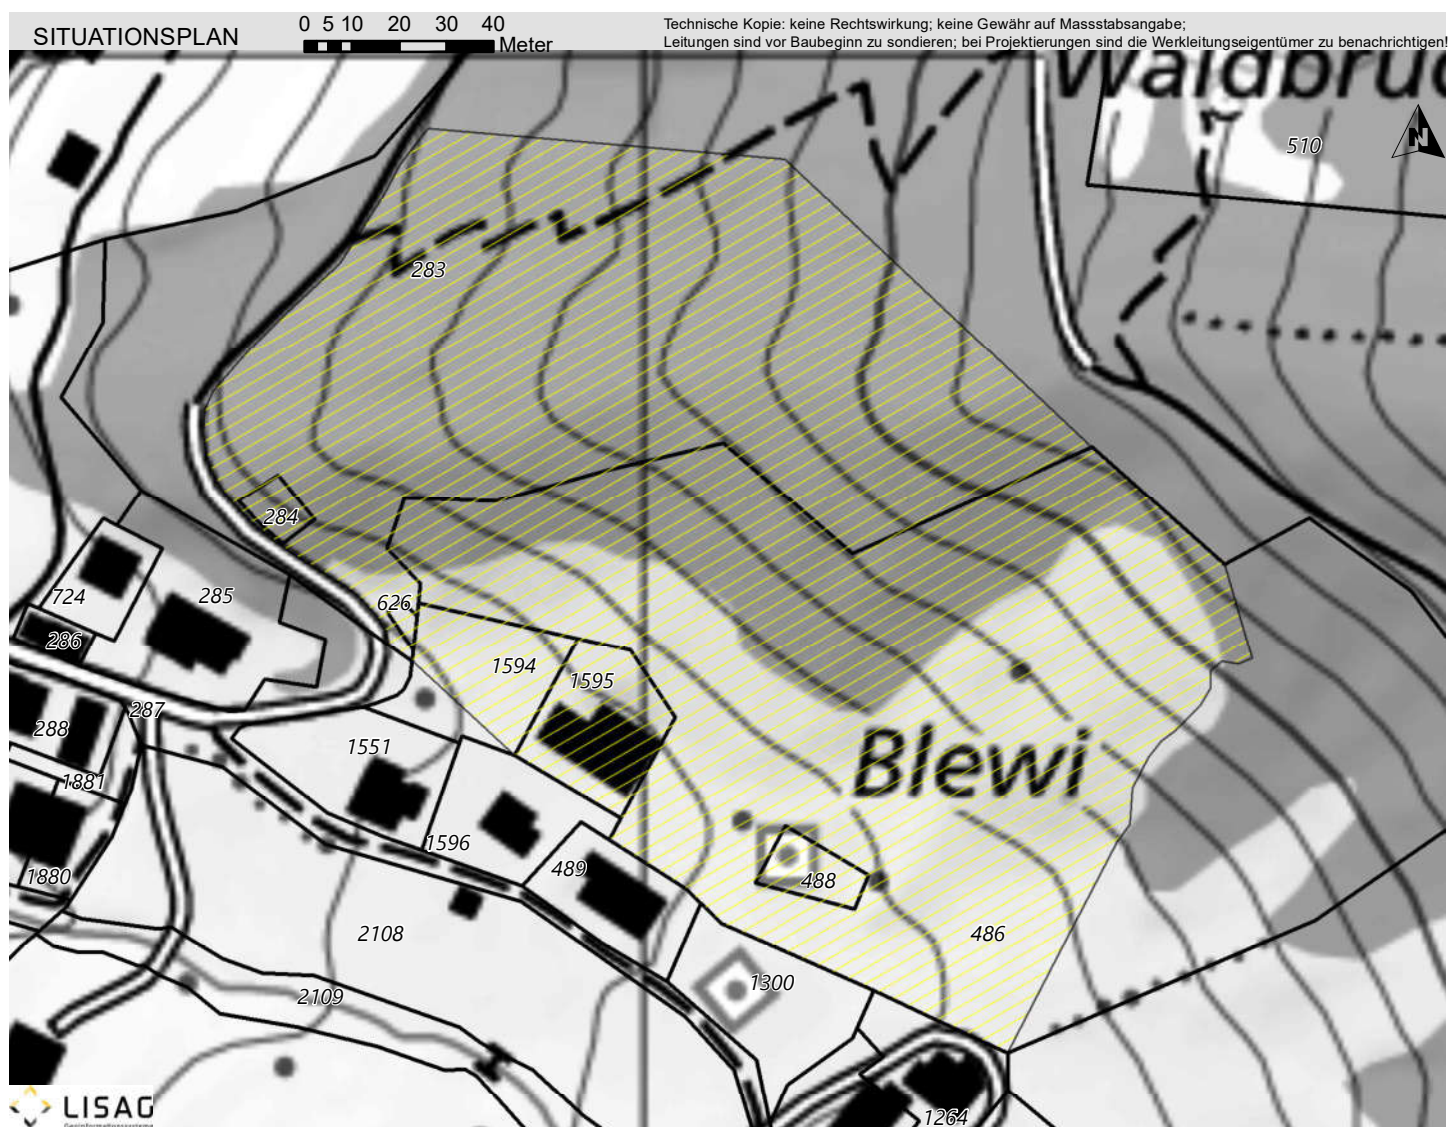 SITUATIONSPLAN
0 5 10 20 30 40
Meter
Technische Kopie: keine Rechtswirkung; keine Gewähr auf Massstabsangabe;
Leitungen sind vor Baubeginn zu sondieren; bei Projektierungen sind die Werkleitungseigentümer zu benachrichtigen!
Waldbruc
N
510
283
284
724
285
626
286
1594
1595
287
288
1551
Blewi
1881
1596
489
1880
488
2108
486
1300
2109
LISAG
Geoinformationssysteme
1264